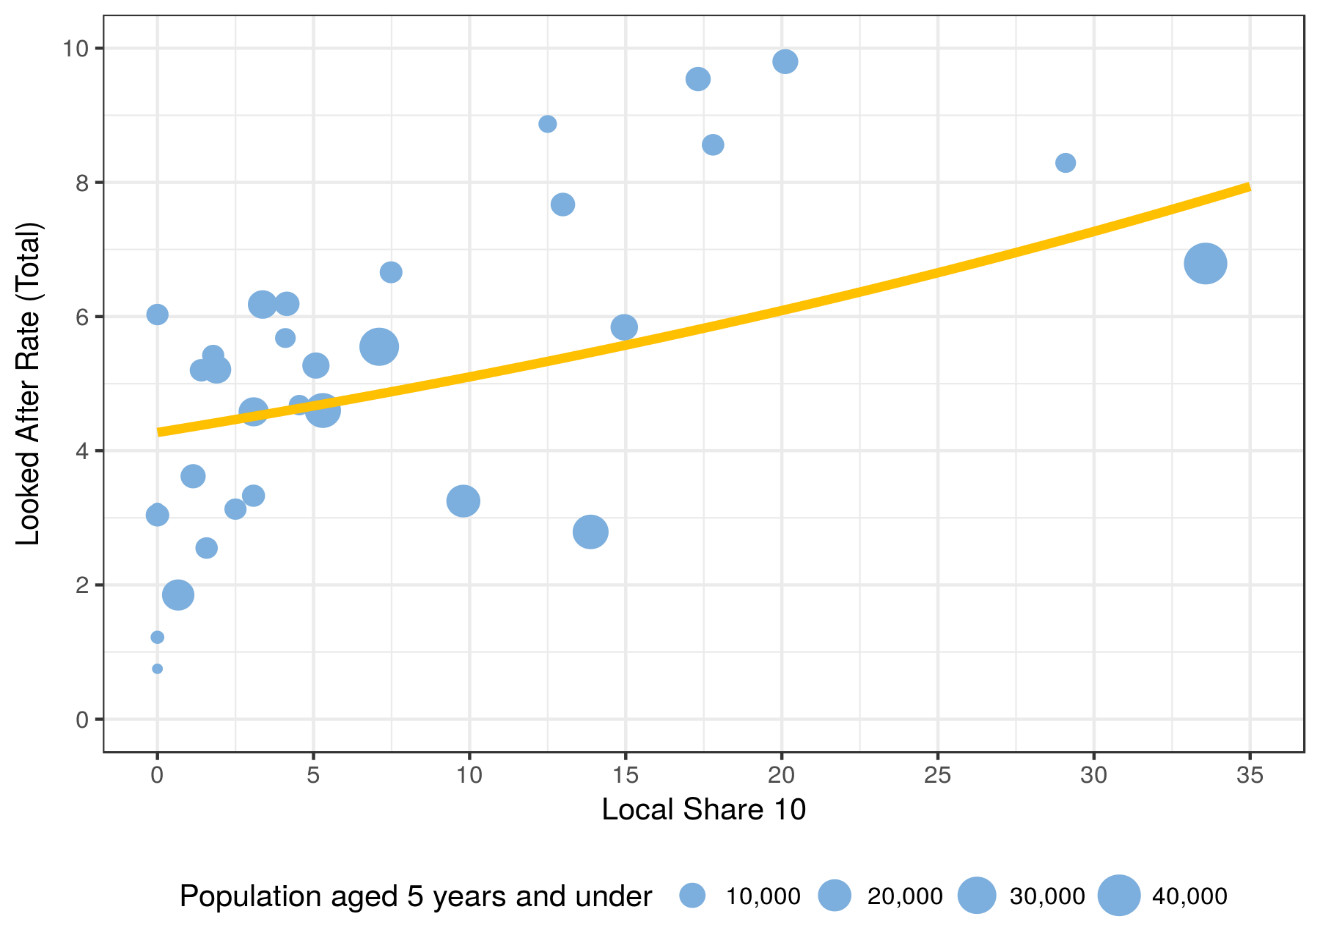 10
8
6
4
2
0
Looked After Rate (Total)
0 5 10 15 20 25 30 35
Local Share 10
Population aged 5 years and under 10,000 20,000 30,000 40,000